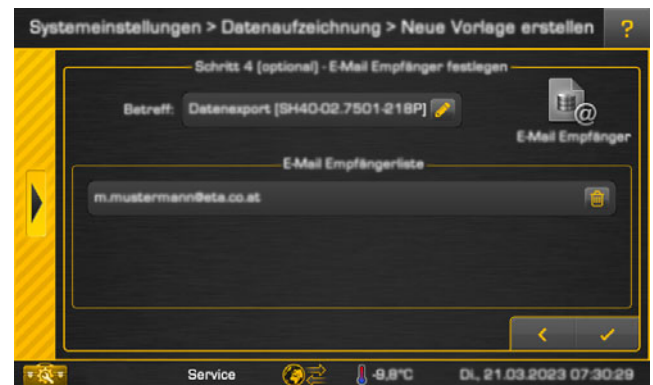 Systemeinstellungen > Datenaufzeichnung > Neue Vorlage erstellen ?
Schritt 4 (optional) - E-Mail Empfänger festlegen
Betreff: Datenexport [SH40-02.7501-218P]
@
E-Mail Empfänger
E-Mail Empfängerliste
m.mustermann@eta.co.at
Service -9,8°C Di., 21.03.2023 07:30:29